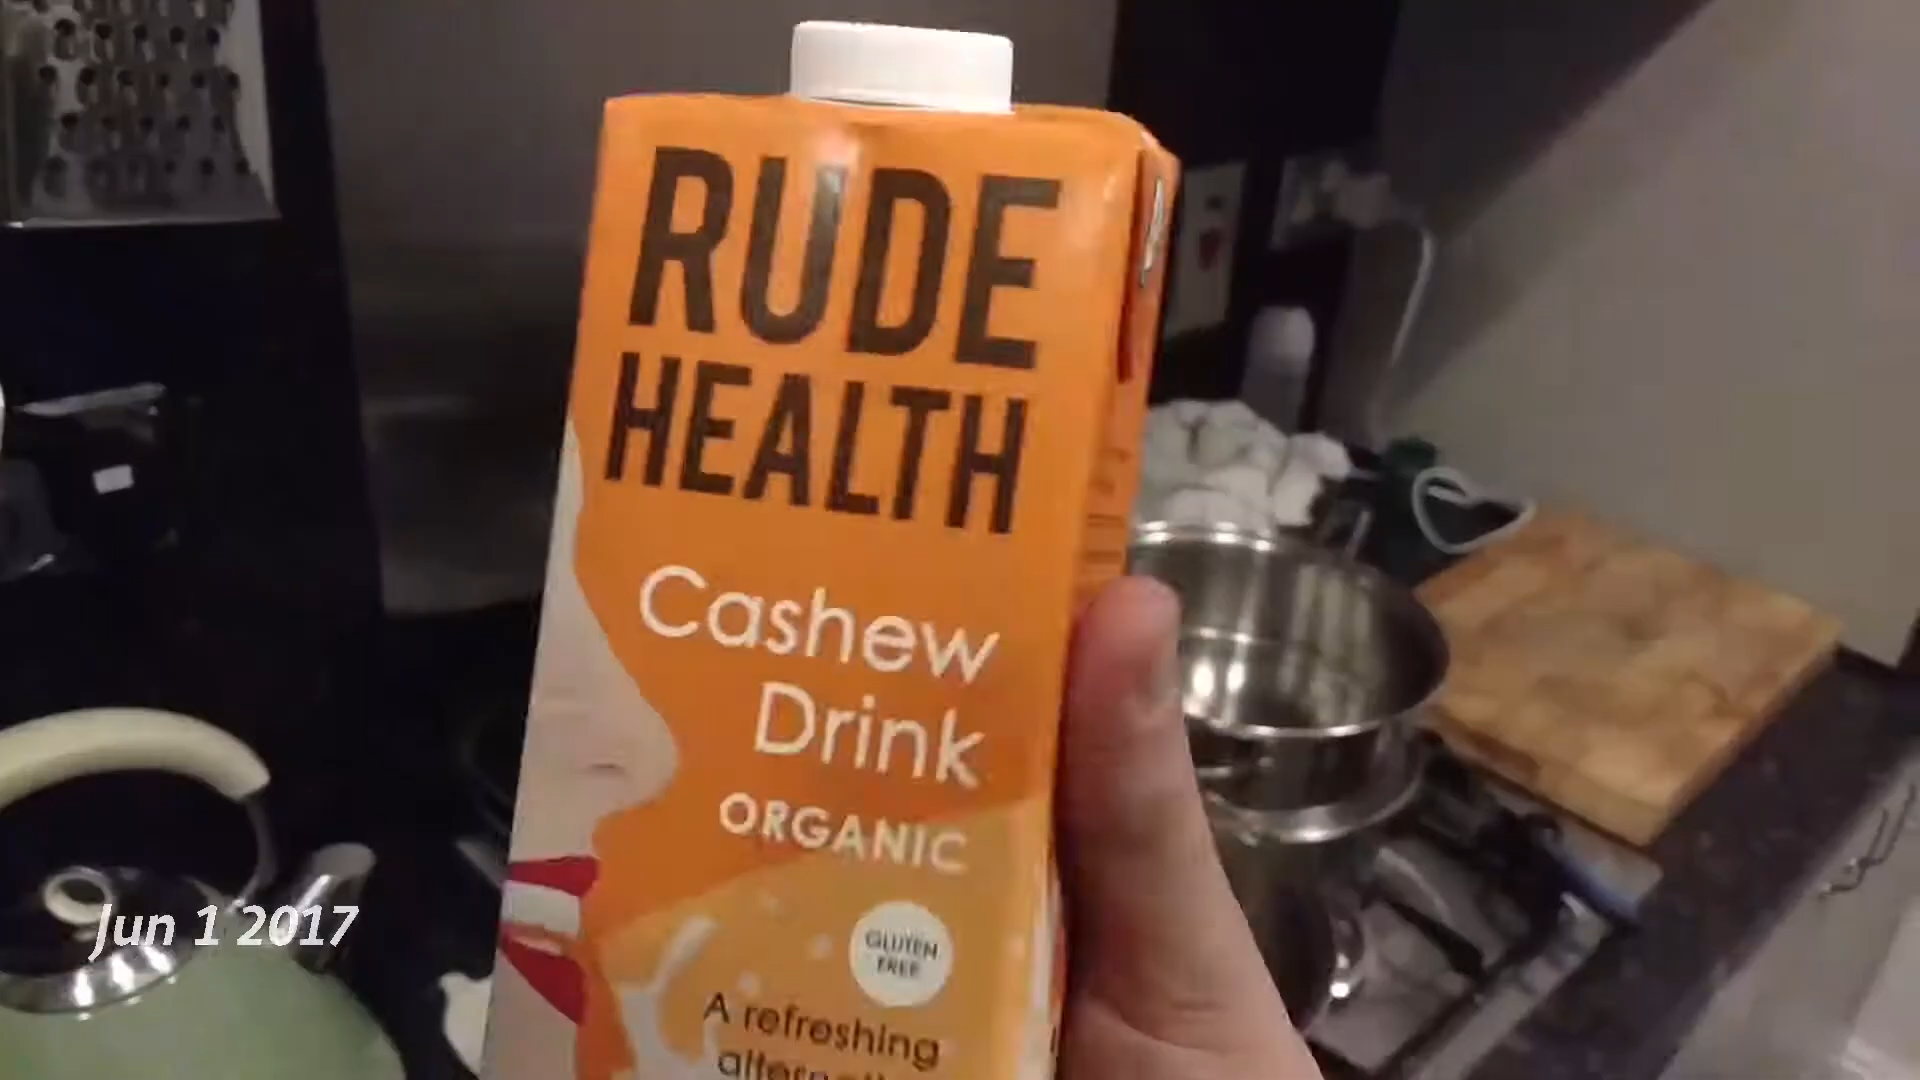 RUDE
HEALTH
Cashew
Drink
ORGANIC
GLUTEN
FREE
A refreshing
Jun 1 2017